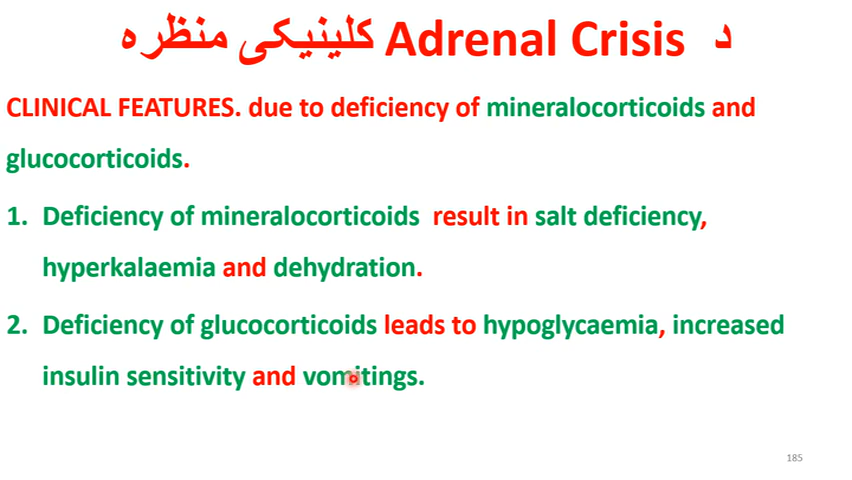 د Adrenal Crisis کلینیکی منظره
CLINICAL FEATURES. due to deficiency of mineralocorticoids and
glucocorticoids.
1. Deficiency of mineralocorticoids result in salt deficiency,
hyperkalaemia and dehydration.
2. Deficiency of glucocorticoids leads to hypoglycaemia, increased
insulin sensitivity and vomitings.
185